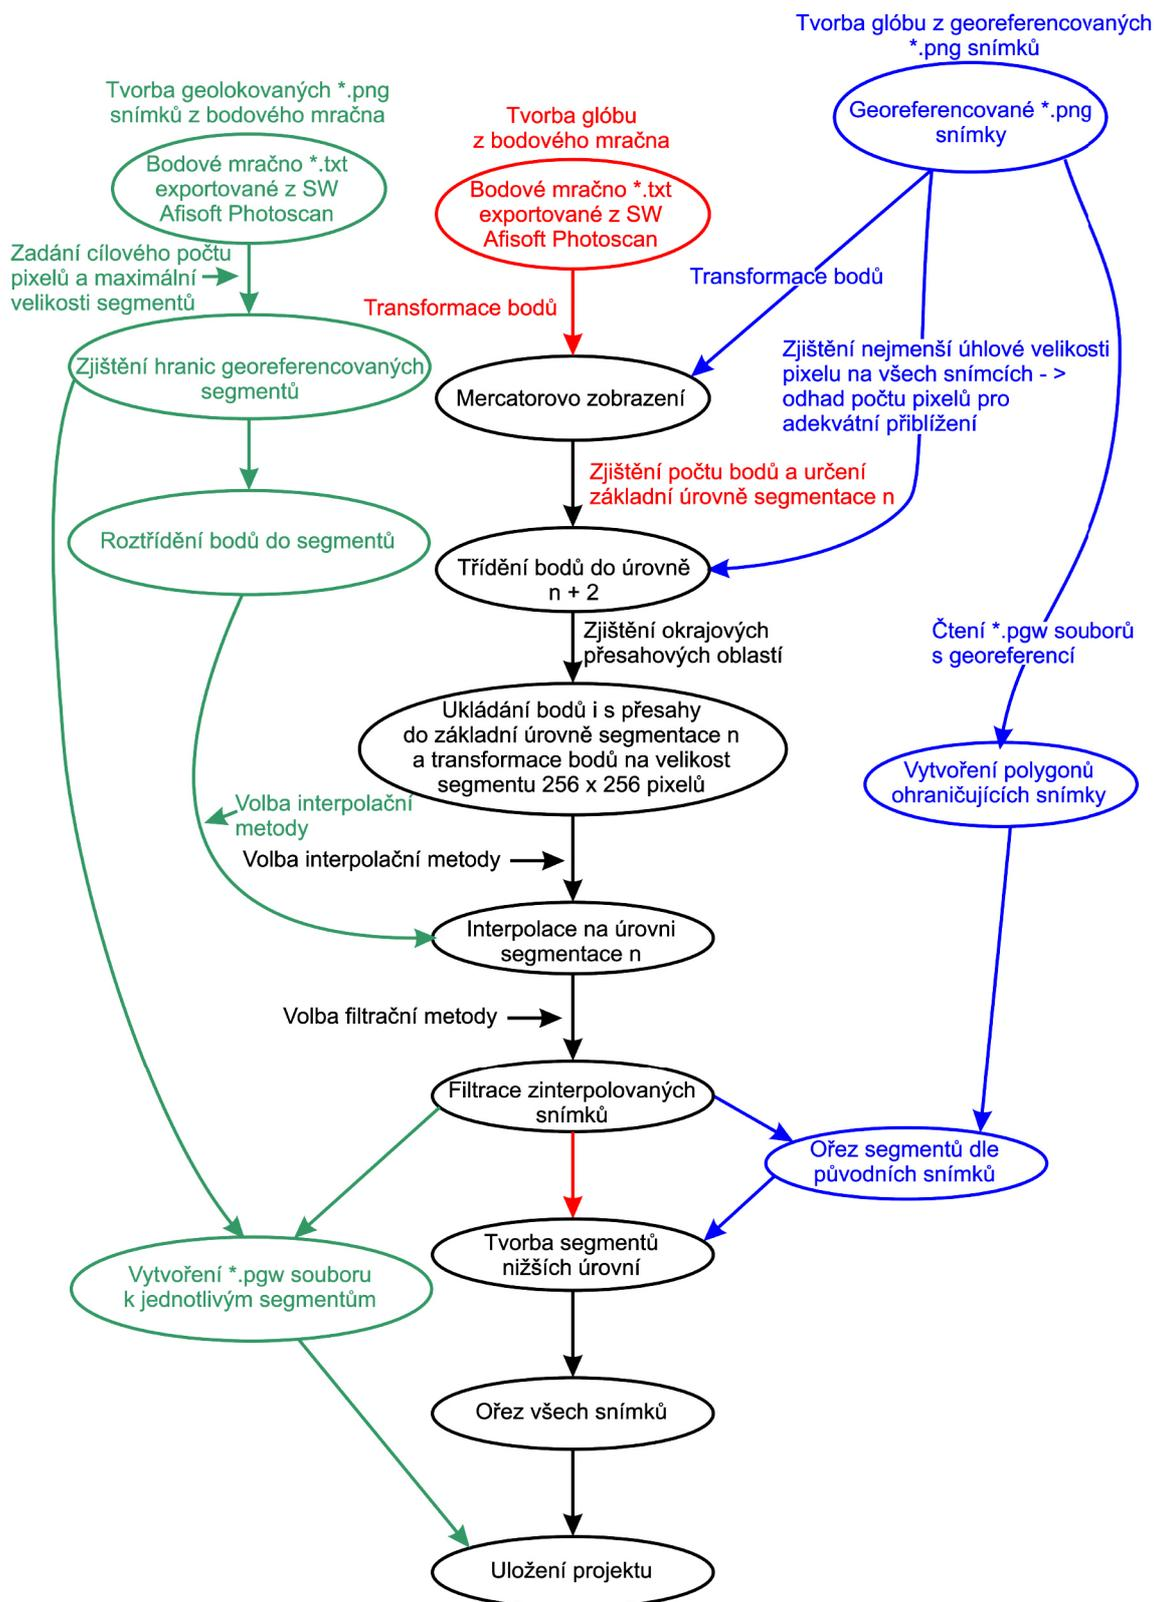 Tvorba glóbu z georeferencovaných
*.png snímků
Georeferencované *.png
snímky
Tvorba geolokovaných *.png
snímků z bodového mračna
Tvorba glóbu
z bodového mračna
Bodové mračno *.txt
exportované z SW
Afisoft Photoscan
Bodové mračno *.txt
exportované z SW
Afisoft Photoscan
Zadání cílového počtu
pixelů a maximální
velikosti segmentů
Transformace bodů
Transformace bodů
Zjištění hranic georeferencovaných
segmentů
Mercatorovo zobrazení
Zjištění nejmenší úhlové velikosti
pixelu na všech snímcích - >
odhad počtu pixelů pro
adekvátní přiblížení
Zjištění počtu bodů a určení
základní úrovně segmentace n
Roztřídění bodů do segmentů
Třídění bodů do úrovně
n + 2
Zjištění okrajových
přesahových oblastí
Čtení *.pgw souborů
s georeferencí
Ukládání bodů i s přesahy
do základní úrovně segmentace n
a transformace bodů na velikost
segmentu 256 x 256 pixelů
Vytvoření polygonů
ohraničujících snímky
Volba interpolační
metody
Volba interpolační metody
Interpolace na úrovni
segmentace n
Volba filtrační metody
Filtrace zinterpolovaných
snímků
Ořez segmentů dle
původních snímků
Tvorba segmentů
nižších úrovní
Vytvoření *.pgw souboru
k jednotlivým segmentům
Ořez všech snímků
Uložení projektu